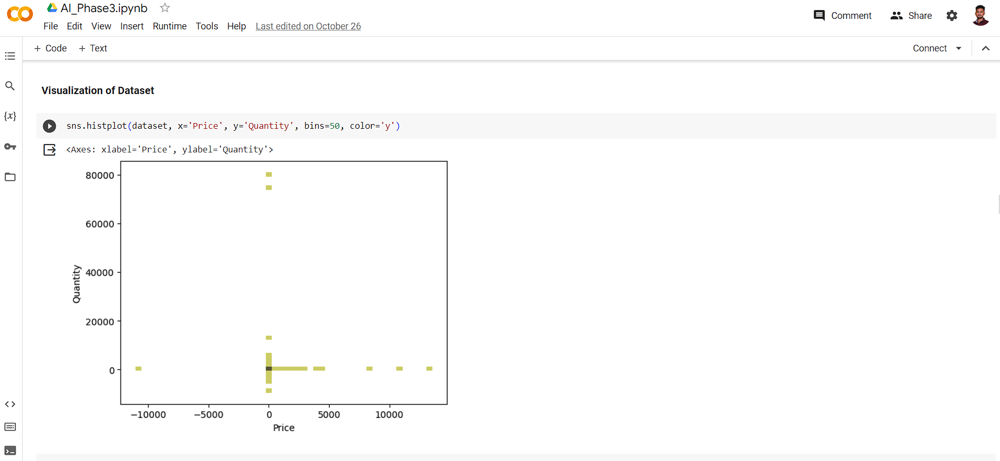 AI_Phase3.ipynb
File Edit View Insert Runtime Tools Help Last edited on October 26
Comment Share
+ Code + Text
Connect
{x}
Visualization of Dataset
sns.histplot(dataset, x='Price', y='Quantity', bins=50, color='y')
<Axes: xlabel='Price', ylabel='Quantity'>
80000
60000
40000
20000
0
Quantity
−10000 −5000 0 5000 10000
Price